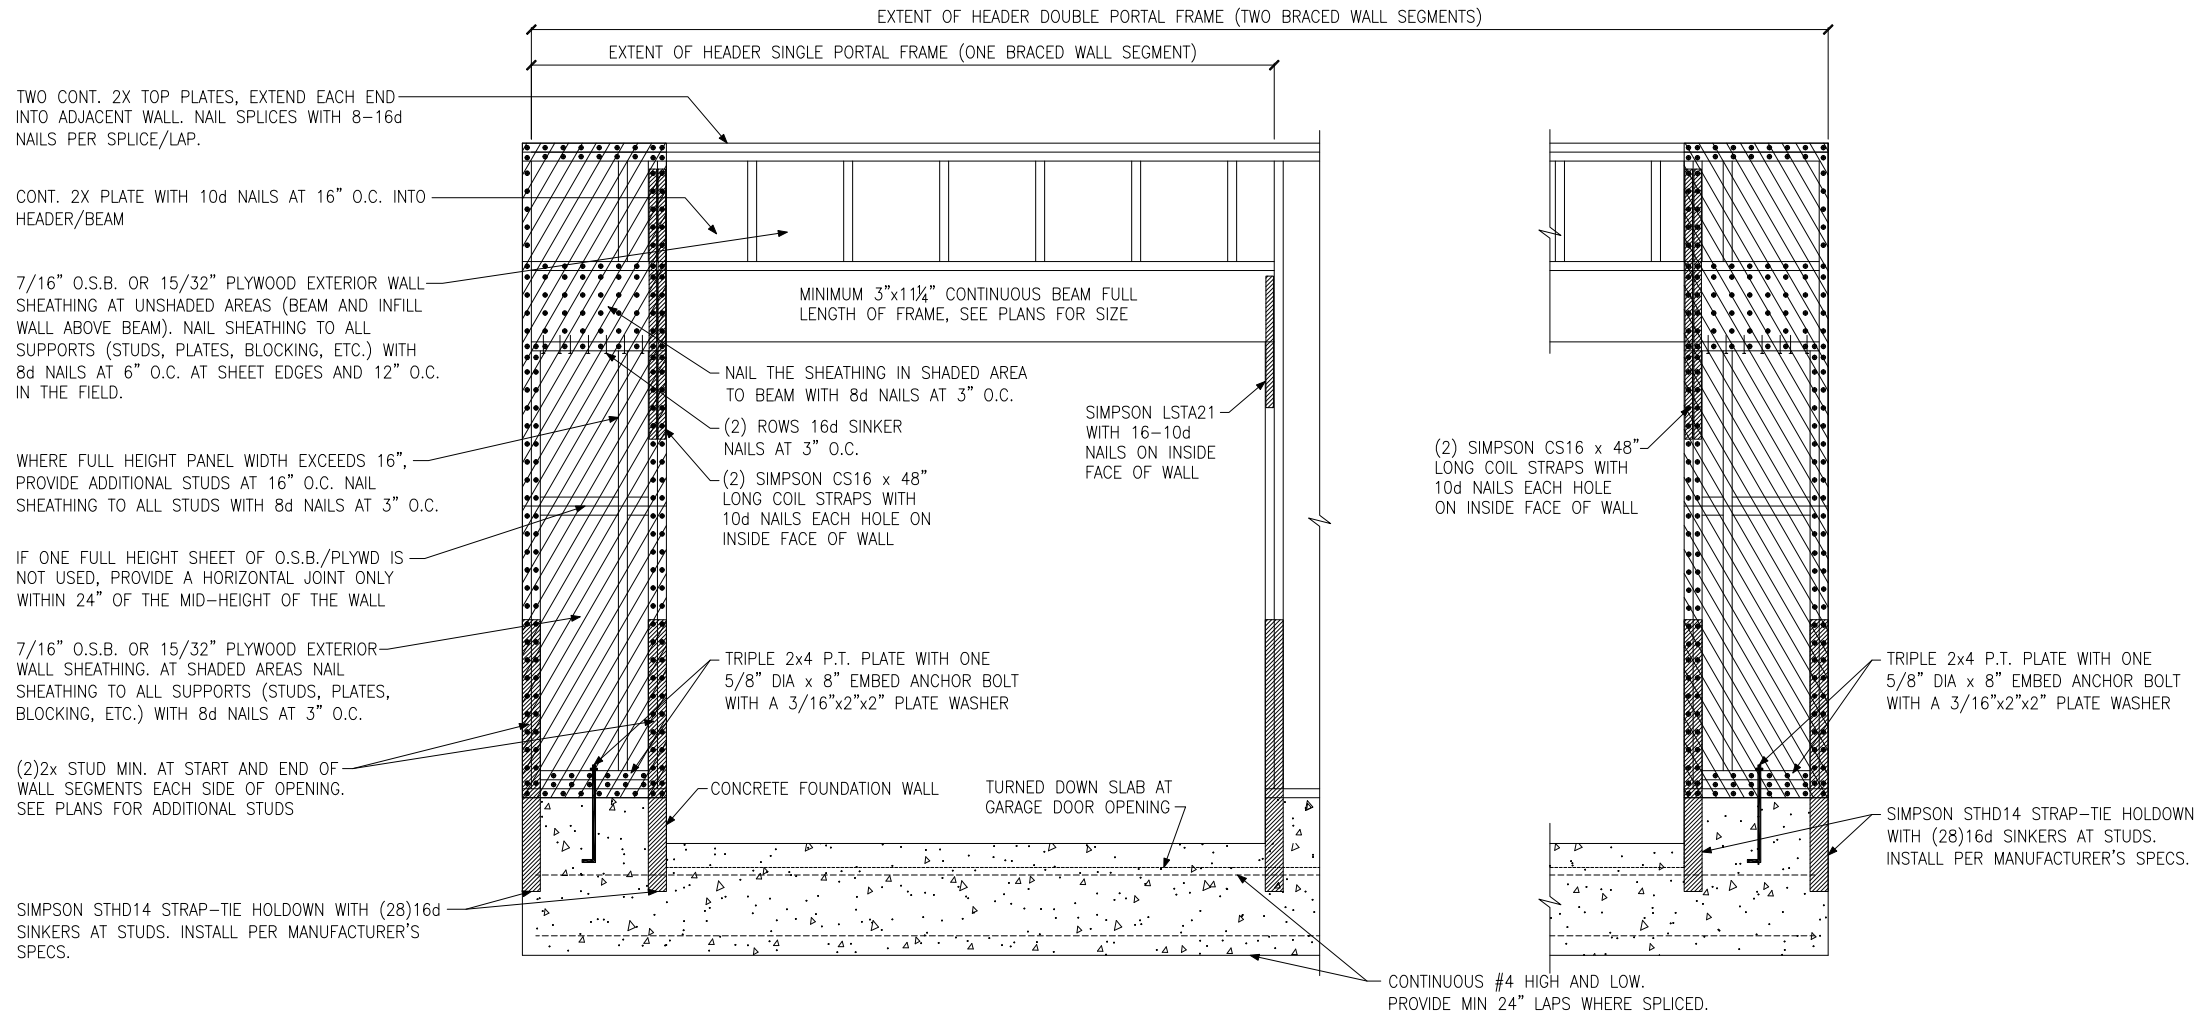 EXTENT OF HEADER DOUBLE PORTAL FRAME (TWO BRACED WALL SEGMENTS)
EXTENT OF HEADER SINGLE PORTAL FRAME (ONE BRACED WALL SEGMENT)
TWO CONT. 2X TOP PLATES, EXTEND EACH END
INTO ADJACENT WALL. NAIL SPLICES WITH 8-16d
NAILS PER SPLICE/LAP.
CONT. 2X PLATE WITH 10d NAILS AT 16" O.C. INTO
HEADER/BEAM
7/16" O.S.B. OR 15/32" PLYWOOD EXTERIOR WALL
SHEATHING AT UNSHADED AREAS (BEAM AND INFILL
WALL ABOVE BEAM). NAIL SHEATHING TO ALL
SUPPORTS (STUDS, PLATES, BLOCKING, ETC.) WITH
8d NAILS AT 6" O.C. AT SHEET EDGES AND 12" O.C.
IN THE FIELD.
WHERE FULL HEIGHT PANEL WIDTH EXCEEDS 16",
PROVIDE ADDITIONAL STUDS AT 16" O.C. NAIL
SHEATHING TO ALL STUDS WITH 8d NAILS AT 3" O.C.
IF ONE FULL HEIGHT SHEET OF O.S.B./PLYWD IS
NOT USED, PROVIDE A HORIZONTAL JOINT ONLY
WITHIN 24" OF THE MID-HEIGHT OF THE WALL
7/16" O.S.B. OR 15/32" PLYWOOD EXTERIOR
WALL SHEATHING. AT SHADED AREAS NAIL
SHEATHING TO ALL SUPPORTS (STUDS, PLATES,
BLOCKING, ETC.) WITH 8d NAILS AT 3" O.C.
(2)2x STUD MIN. AT START AND END OF
WALL SEGMENTS EACH SIDE OF OPENING.
SEE PLANS FOR ADDITIONAL STUDS
SIMPSON STHD14 STRAP-TIE HOLDOWN WITH (28)16d
SINKERS AT STUDS. INSTALL PER MANUFACTURER'S
SPECS.
MINIMUM 3"x11¼" CONTINUOUS BEAM FULL
LENGTH OF FRAME, SEE PLANS FOR SIZE
NAIL THE SHEATHING IN SHADED AREA
TO BEAM WITH 8d NAILS AT 3" O.C.
(2) ROWS 16d SINKER
NAILS AT 3" O.C.
(2) SIMPSON CS16 x 48"
LONG COIL STRAPS WITH
10d NAILS EACH HOLE ON
INSIDE FACE OF WALL
SIMPSON LSTA21
WITH 16-10d
NAILS ON INSIDE
FACE OF WALL
TRIPLE 2x4 P.T. PLATE WITH ONE
5/8" DIA x 8" EMBED ANCHOR BOLT
WITH A 3/16"x2"x2" PLATE WASHER
CONCRETE FOUNDATION WALL
TURNED DOWN SLAB AT
GARAGE DOOR OPENING
(2) SIMPSON CS16 x 48"
LONG COIL STRAPS WITH
10d NAILS EACH HOLE
ON INSIDE FACE OF WALL
TRIPLE 2x4 P.T. PLATE WITH ONE
5/8" DIA x 8" EMBED ANCHOR BOLT
WITH A 3/16"x2"x2" PLATE WASHER
SIMPSON STHD14 STRAP-TIE HOLDOWN
WITH (28)16d SINKERS AT STUDS.
INSTALL PER MANUFACTURER'S SPECS.
CONTINUOUS #4 HIGH AND LOW.
PROVIDE MIN 24" LAPS WHERE SPLICED.